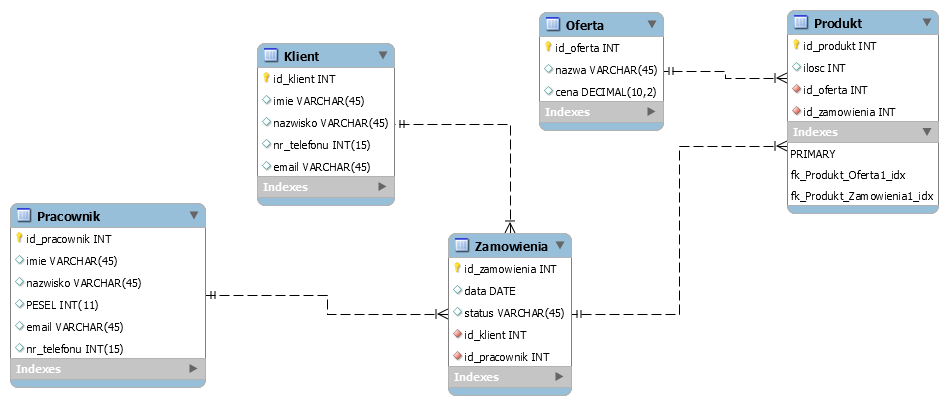 Pracownik
id_pracownik INT
imie VARCHAR(45)
nazwisko VARCHAR(45)
PESEL INT(11)
email VARCHAR(45)
nr_telefonu INT(15)
Indexes
Klient
id_klient INT
imie VARCHAR(45)
nazwisko VARCHAR(45)
nr_telefonu INT(15)
email VARCHAR(45)
Indexes
Zamowienia
id_zamowienia INT
data DATE
status VARCHAR(45)
id_klient INT
id_pracownik INT
Indexes
Oferta
id_oferta INT
nazwa VARCHAR(45)
cena DECIMAL(10,2)
Indexes
Produkt
id_produkt INT
ilosc INT
id_oferta INT
id_zamowienia INT
Indexes
PRIMARY
fk_Produkt_Oferta1_idx
fk_Produkt_Zamowienia1_idx